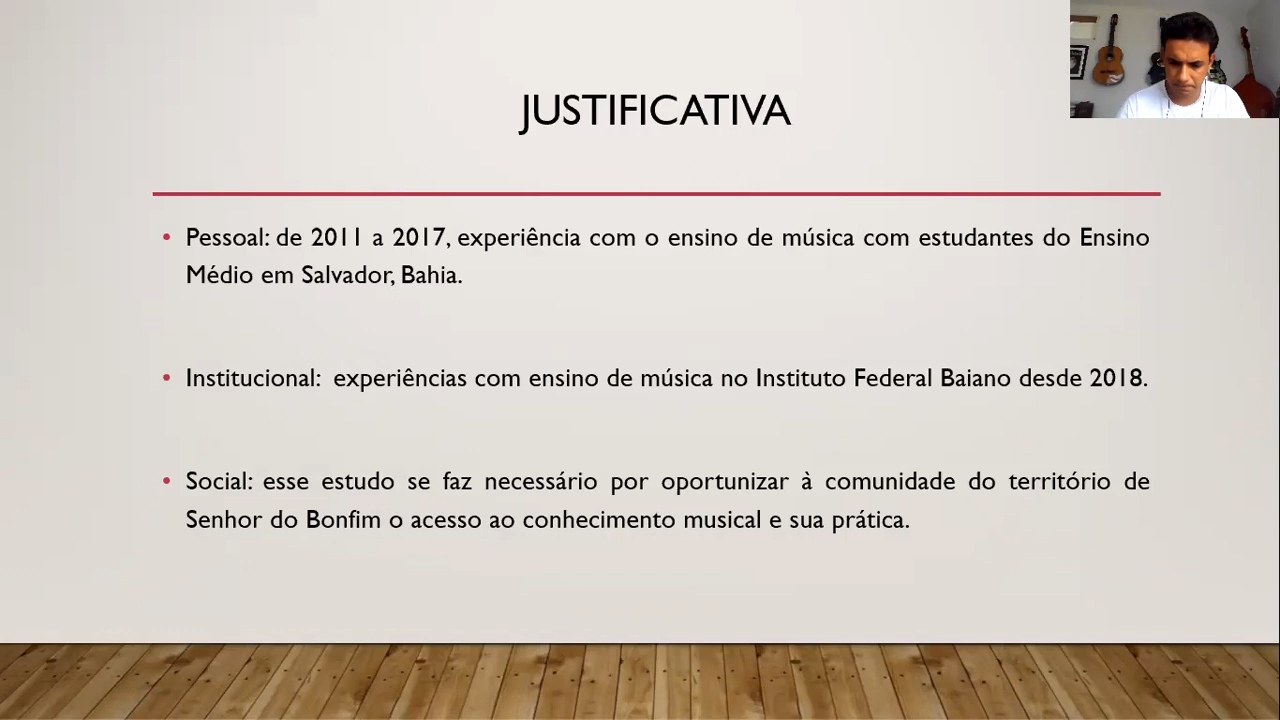 JUSTIFICATIVA
• Pessoal: de 2011 a 2017, experiência com o ensino de música com estudantes do Ensino
Médio em Salvador, Bahia.
• Institucional: experiências com ensino de música no Instituto Federal Baiano desde 2018.
• Social: esse estudo se faz necessário por oportunizar à comunidade do território de
Senhor do Bonfim o acesso ao conhecimento musical e sua prática.